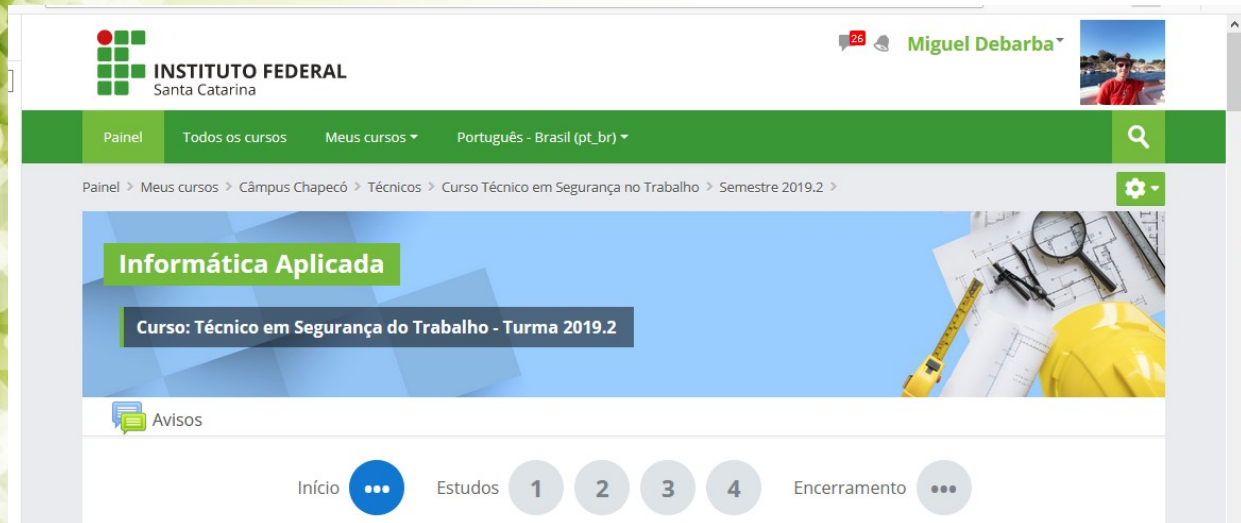 INSTITUTO FEDERAL
Santa Catarina
26
Miguel Debarba
Painel Todos os cursos Meus cursos Português - Brasil (pt_br)
Painel > Meus cursos > Câmpus Chapecó > Técnicos > Curso Técnico em Segurança no Trabalho > Semestre 2019.2 >
Informática Aplicada
Curso: Técnico em Segurança do Trabalho - Turma 2019.2
Avisos
Início ••• Estudos 1 2 3 4 Encerramento •••